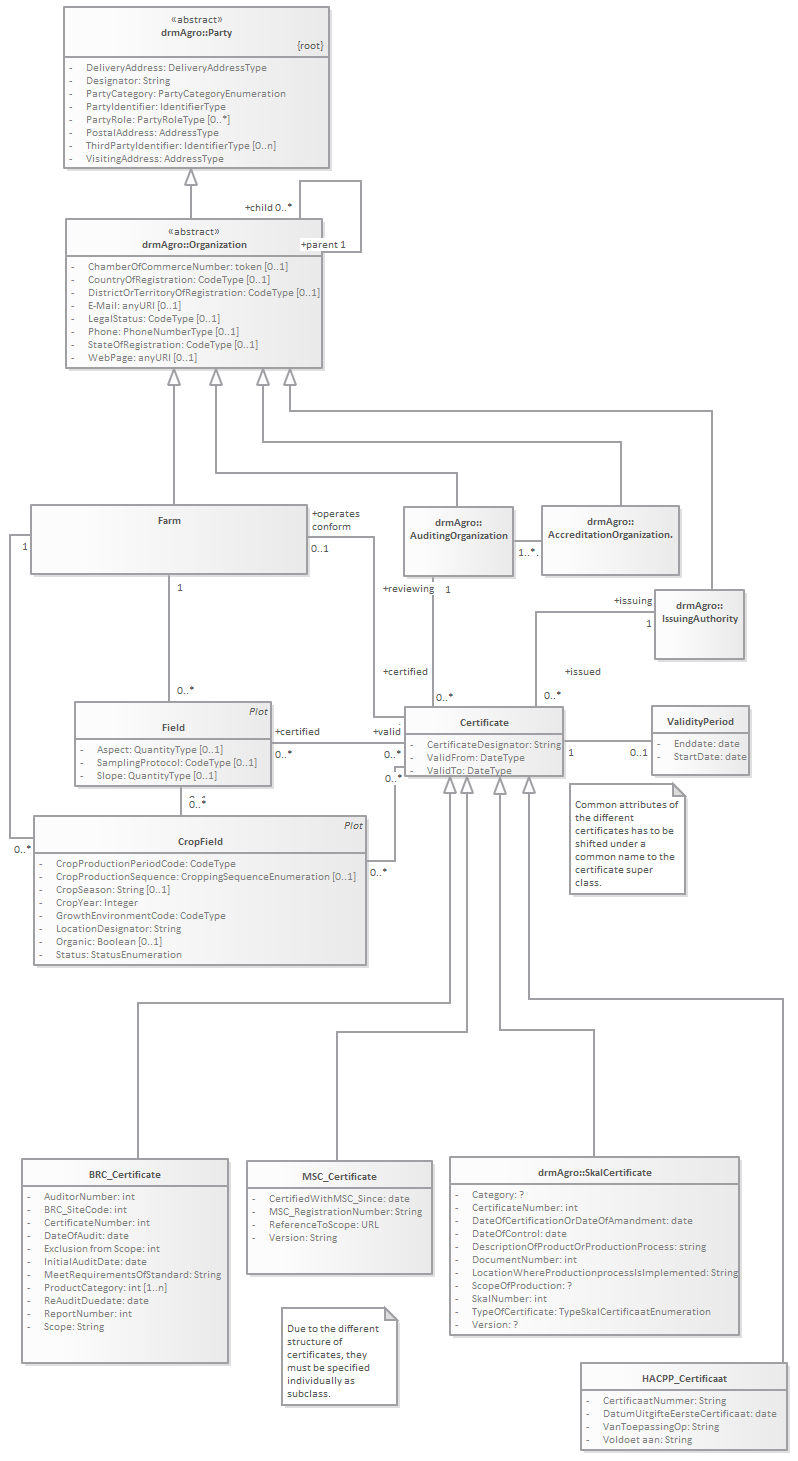 «abstract»
drmAgro::Party
{root}
- DeliveryAddress: DeliveryAddressType
- Designator: String
- PartyCategory: PartyCategoryEnumeration
- PartyIdentifier: IdentifierType
- PartyRole: PartyRoleType [0..*]
- PostalAddress: AddressType
- ThirdPartyIdentifier: IdentifierType [0..n]
- VisitingAddress: AddressType
+child 0..*
+parent 1
«abstract»
drmAgro::Organization
- ChamberOfCommerceNumber: token [0..1]
- CountryOfRegistration: CodeType [0..1]
- DistrictOrTerritoryOfRegistration: CodeType [0..1]
- E-Mail: anyURI [0..1]
- LegalStatus: CodeType [0..1]
- Phone: PhoneNumberType [0..1]
- StateOfRegistration: CodeType [0..1]
- WebPage: anyURI [0..1]
Farm
+operates
conform
0..1
1
1
drmAgro::
AuditingOrganization
1..*.
drmAgro::
AccreditationOrganization.
+reviewing 1
+issuing
1
drmAgro::
IssuingAuthority
+certified
0..*
+issued
0..*
0..*
Plot
Field
- Aspect: QuantityType [0..1]
- SamplingProtocol: CodeType [0..1]
- Slope: QuantityType [0..1]
+certified
0..*
+valid
0..*
0..*
Certificate
- CertificateDesignator: String
- ValidFrom: DateType
- ValidTo: DateType
1
0..1
ValidityPeriod
- Enddate: date
- StartDate: date
0..*
Common attributes of
the different
certificates has to be
shifted under a
common name to the
certificate super
class.
0..*
0..*
Plot
CropField
- CropProductionPeriodCode: CodeType
- CropProductionSequence: CroppingSequenceEnumeration [0..1]
- CropSeason: String [0..1]
- CropYear: Integer
- GrowthEnvironmentCode: CodeType
- LocationDesignator: String
- Organic: Boolean [0..1]
- Status: StatusEnumeration
BRC_Certificate
- AuditorNumber: int
- BRC_SiteCode: int
- CertificateNumber: int
- DateOfAudit: date
- Exclusion from Scope: int
- InitialAuditDate: date
- MeetRequirementsOfStandard: String
- ProductCategory: int [1..n]
- ReAuditDuedate: date
- ReportNumber: int
- Scope: String
MSC_Certificate
- CertifiedWithMSC_Since: date
- MSC_RegistrationNumber: String
- ReferenceToScope: URL
- Version: String
drmAgro::SkalCertificate
- Category: ?
- CertificateNumber: int
- DateOfCertificationOrDateOfAmandment: date
- DateOfControl: date
- DescriptionOfProductOrProductionProcess: string
- DocumentNumber: int
- LocationWhereProductionprocessIsImplemented: String
- ScopeOfProduction: ?
- SkalNumber: int
- TypeOfCertificate: TypeSkalCertificaatEnumeration
- Version: ?
Due to the different
structure of
certificates, they
must be specified
individually as
subclass.
HACPP_Certificaat
- CertificaatNummer: String
- DatumUitgifteEersteCertificaat: date
- VanToepassingOp: String
- Voldoet aan: String